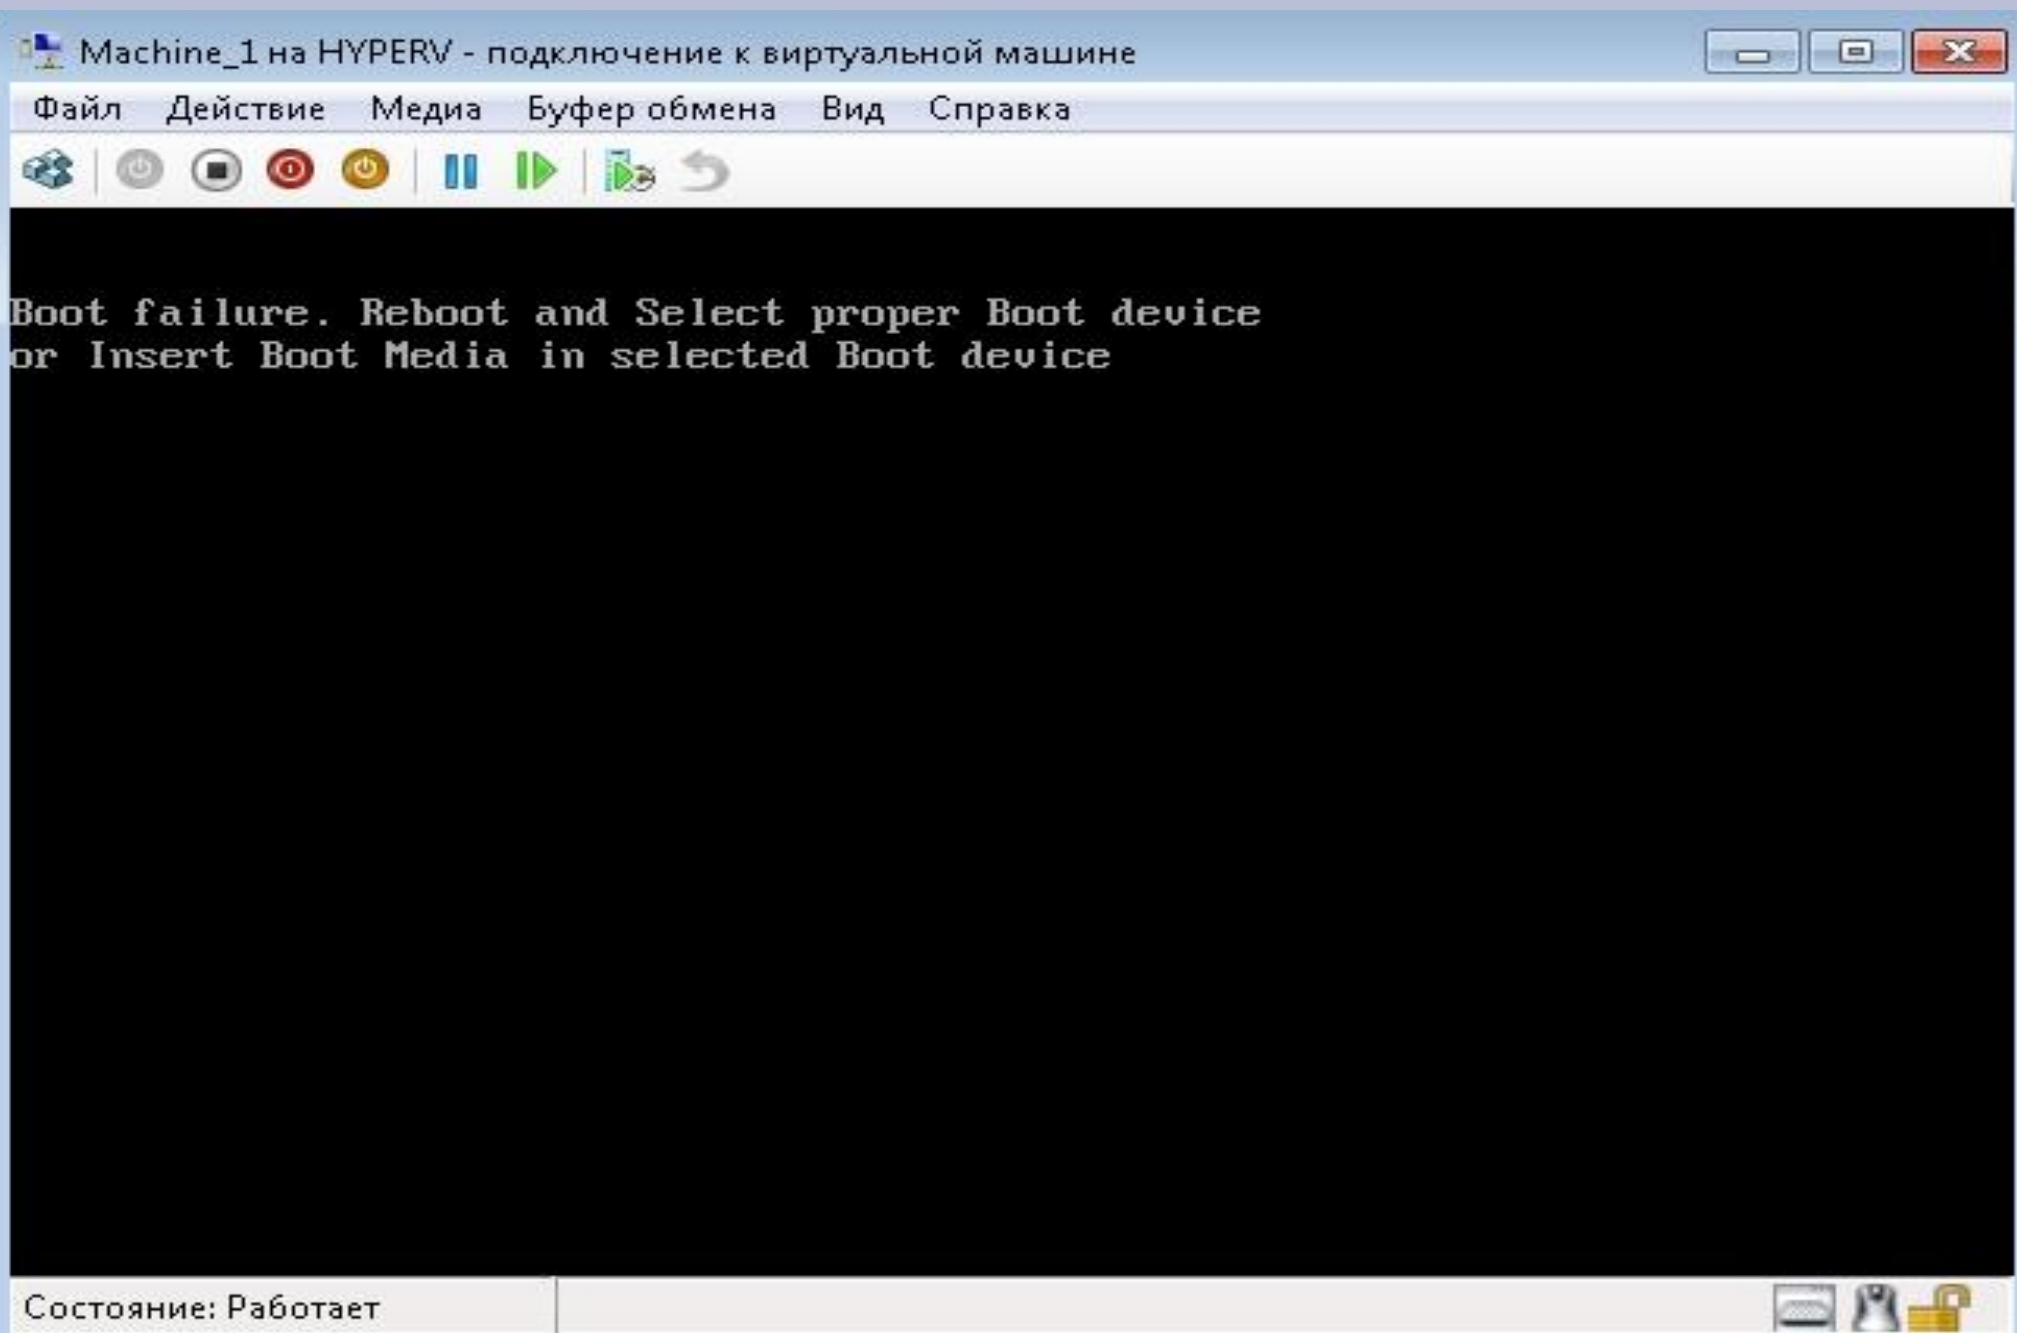 Machine_1 на HYPERV - подключение к виртуальной машине
Файл Действие Медиа Буфер обмена Вид Справка
Boot failure. Reboot and Select proper Boot device
or Insert Boot Media in selected Boot device
Состояние: Работает